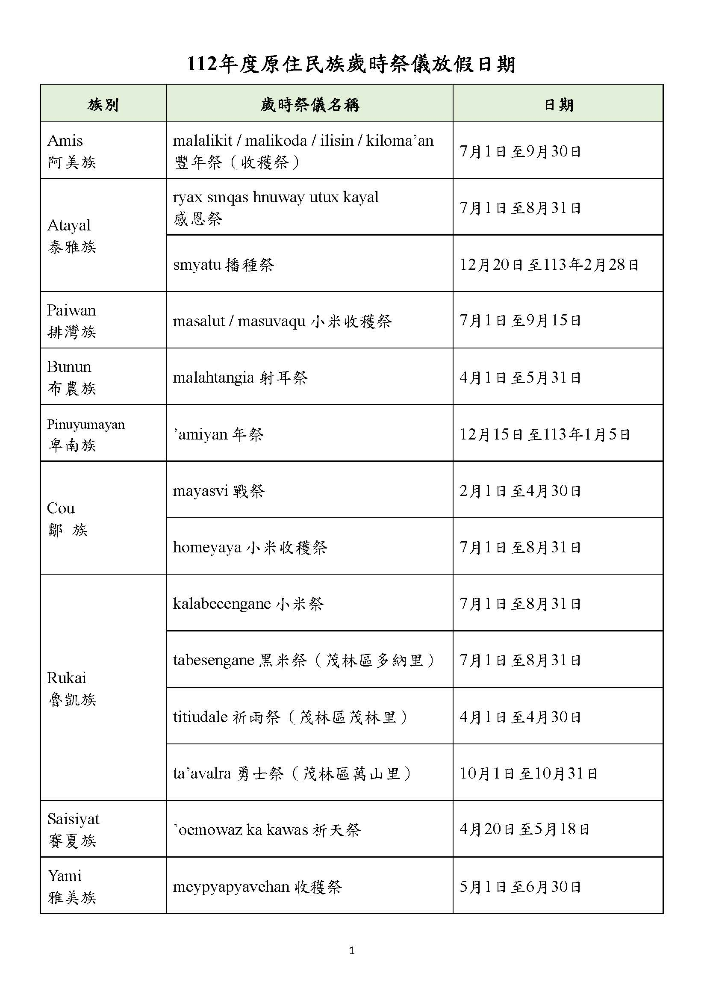 112年度原住民族歲時祭儀放假日期
族別 歲時祭儀名稱 日期
Amis
阿美族
malalikit / malikoda / ilisin / kiloma’an
豐年祭（收穫祭）
7月1日至9月30日
Atayal
泰雅族
ryax smqas hnuway utux kayal
感恩祭
7月1日至8月31日
smyatu 播種祭
12月20日至113年2月28日
Paiwan
排灣族
masalut / masuvaqu 小米收穫祭
7月1日至9月15日
Bunun
布農族
malahtangia 射耳祭
4月1日至5月31日
Pinuyumayan
卑南族
’amiyan 年祭
12月15日至113年1月5日
Cou
鄒 族
mayasvi 戰祭
2月1日至4月30日
homeyaya 小米收穫祭
7月1日至8月31日
Rukai
魯凱族
kalabecengane 小米祭
7月1日至8月31日
tabesengane 黑米祭（茂林區多納里）
7月1日至8月31日
titiudale 祈雨祭（茂林區茂林里）
4月1日至4月30日
ta’avalra 勇士祭（茂林區萬山里）
10月1日至10月31日
Saisiyat
賽夏族
’oemowaz ka kawas 祈天祭
4月20日至5月18日
Yami
雅美族
meypyapyavehan 收穫祭
5月1日至6月30日
1